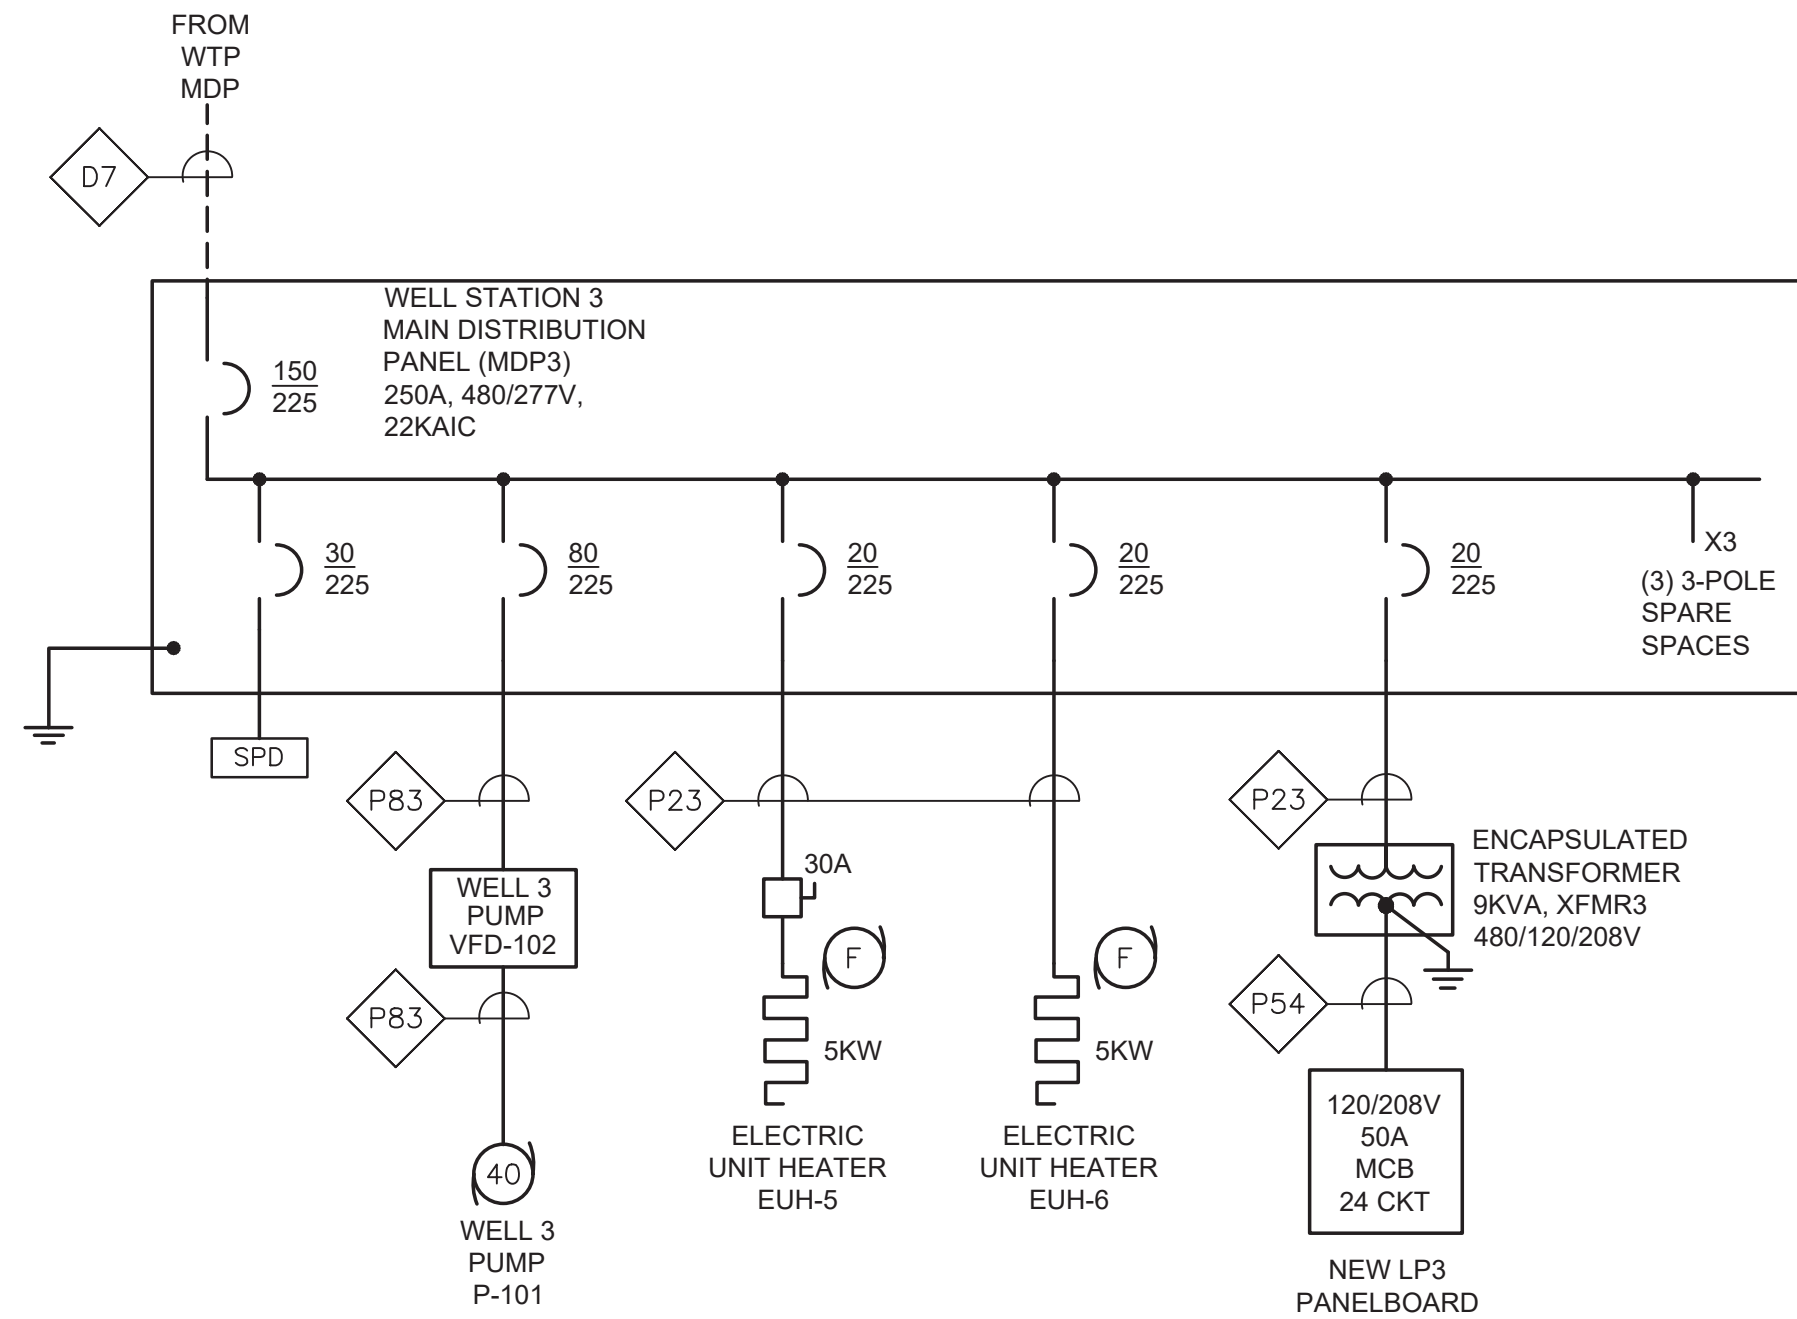 FROM
WTP
MDP
D7
WELL STATION 3
MAIN DISTRIBUTION
PANEL (MDP3)
250A, 480/277V,
22KAIC
150
225
30
225
80
225
20
225
20
225
20
225
X3
(3) 3-POLE
SPARE
SPACES
SPD
P83
P23
P23
WELL 3
PUMP
VFD-102
30A
ENCAPSULATED
TRANSFORMER
9KVA, XFMR3
480/120/208V
F
F
P83
P54
5KW
5KW
40
WELL 3
PUMP
P-101
ELECTRIC
UNIT HEATER
EUH-5
ELECTRIC
UNIT HEATER
EUH-6
120/208V
50A
MCB
24 CKT
NEW LP3
PANELBOARD